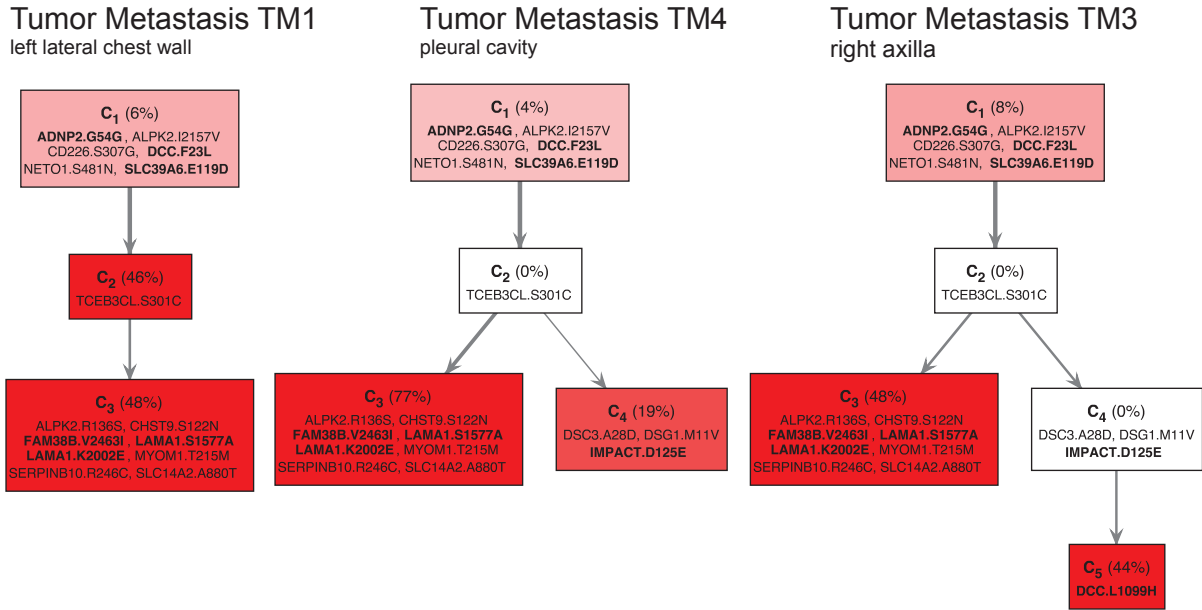 Tumor Metastasis TM1
left lateral chest wall
C1 (6%)
ADNP2.G54G , ALPK2.I2157V
CD226.S307G, DCC.F23L
NETO1.S481N, SLC39A6.E119D
C2 (46%)
TCEB3CL.S301C
C3 (48%)
ALPK2.R136S, CHST9.S122N
FAM38B.V2463I , LAMA1.S1577A
LAMA1.K2002E , MYOM1.T215M
SERPINB10.R246C, SLC14A2.A880T
Tumor Metastasis TM4
pleural cavity
C1 (4%)
ADNP2.G54G , ALPK2.I2157V
CD226.S307G, DCC.F23L
NETO1.S481N, SLC39A6.E119D
C2 (0%)
TCEB3CL.S301C
C3 (77%)
ALPK2.R136S, CHST9.S122N
FAM38B.V2463I , LAMA1.S1577A
LAMA1.K2002E , MYOM1.T215M
SERPINB10.R246C, SLC14A2.A880T
C4 (19%)
DSC3.A28D, DSG1.M11V
IMPACT.D125E
Tumor Metastasis TM3
right axilla
C1 (8%)
ADNP2.G54G , ALPK2.I2157V
CD226.S307G, DCC.F23L
NETO1.S481N, SLC39A6.E119D
C2 (0%)
TCEB3CL.S301C
C3 (48%)
ALPK2.R136S, CHST9.S122N
FAM38B.V2463I , LAMA1.S1577A
LAMA1.K2002E , MYOM1.T215M
SERPINB10.R246C, SLC14A2.A880T
C4 (0%)
DSC3.A28D, DSG1.M11V
IMPACT.D125E
C5 (44%)
DCC.L1099H